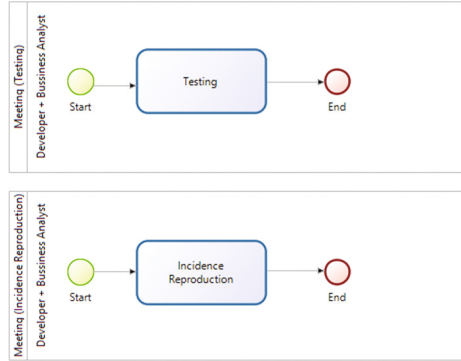 Meeting (Testing)
Developer + Bussiness Analyst
Start
Testing
End
Meeting (Incidence Reproduction)
Developer + Bussiness Analyst
Start
Incidence
Reproduction
End